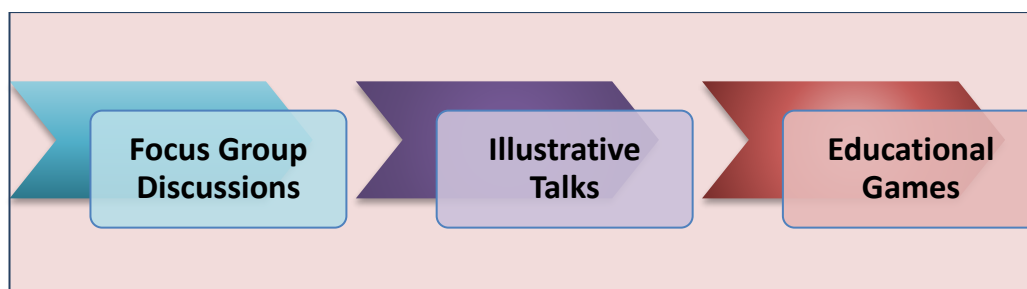 Focus Group
Discussions
Illustrative
Talks
Educational
Games